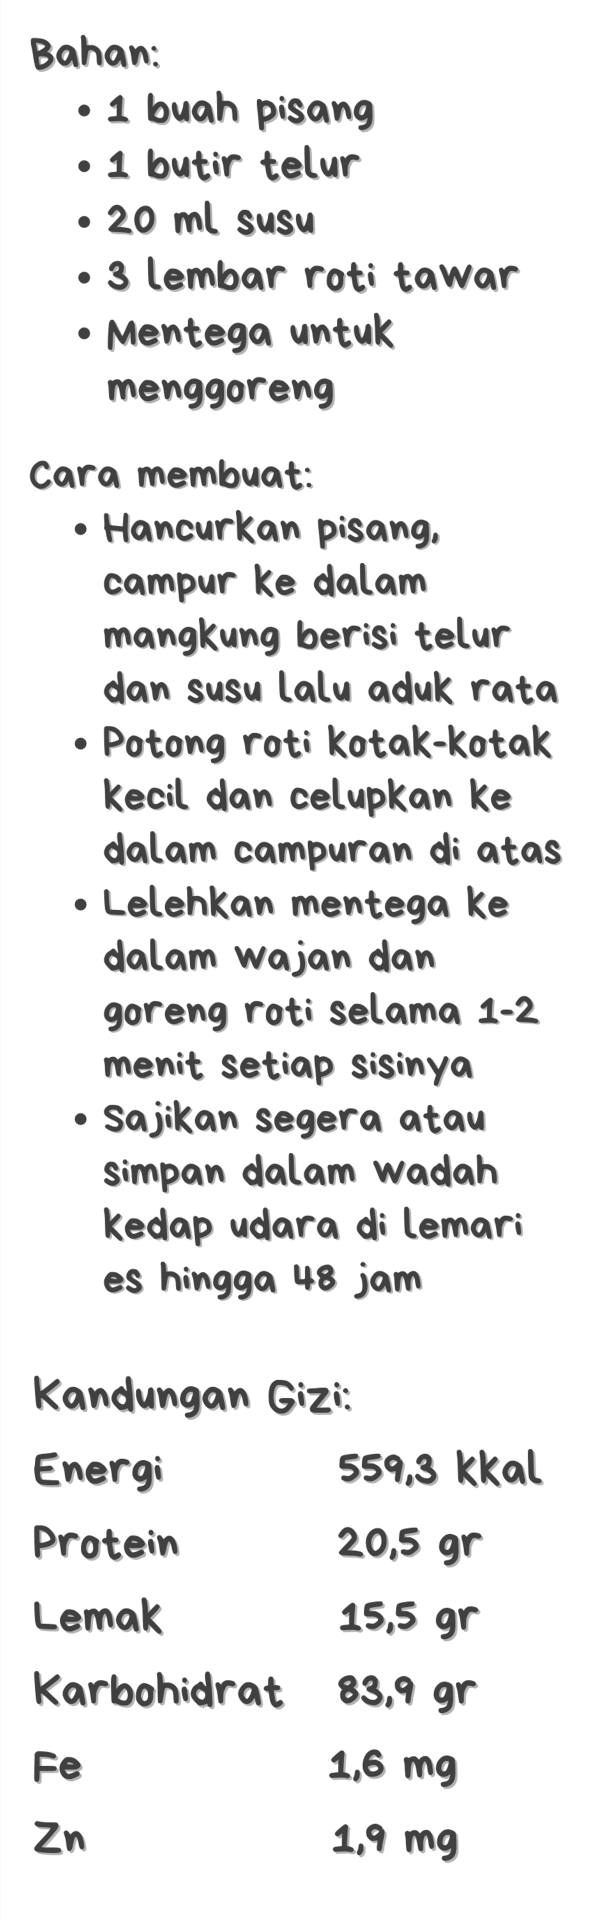 Bahan:
• 1 buah pisang
• 1 butir telur
• 20 ml susu
• 3 lembar roti tawar
• Mentega untuk
menggoreng
Cara membuat:
• Hancurkan pisang,
campur ke dalam
mangkung berisi telur
dan susu lalu aduk rata
• Potong roti kotak-kotak
kecil dan celupkan ke
dalam campuran di atas
• Lelehkan mentega ke
dalam wajan dan
goreng roti selama 1-2
menit setiap sisinya
• Sajikan segera atau
simpan dalam wadah
kedap udara di lemari
es hingga 48 jam
Kandungan Gizi:
Energi 559,3 kkal
Protein 20,5 gr
Lemak 15,5 gr
Karbohidrat 83,9 gr
Fe 1,6 mg
Zn 1,9 mg